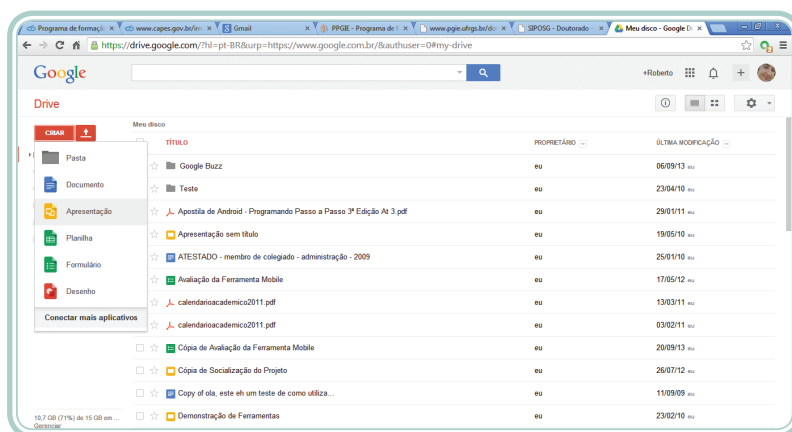 Programa de formaçã
www.capes.gov.br/im
Gmail
PPGIE - Programa de
www.pgie.ufrgs.br/do
SIPOSG - Doutorado -
Meu disco - Google D
https://drive.google.com/?hl=pt-BR&urp=https://www.google.com.br/&authuser=0#my-drive
Google
+Roberto
Drive
CRIAR
Meu disco
TÍTULO PROPRIETÁRIO ÚLTIMA MODIFICAÇÃO
Pasta
Documento
Apresentação
Planilha
Formulário
Desenho
Conectar mais aplicativos
Google Buzz eu 06/09/13 eu
Teste eu 23/04/10 eu
Apostila de Android - Programando Passo a Passo 3ª Edição At 3.pdf eu 29/01/11 eu
Apresentação sem título eu 19/05/10 eu
ATESTADO - membro de colegiado - administração - 2009 eu 25/01/10 eu
Avaliação da Ferramenta Mobile eu 17/05/12 eu
calendarioacademico2011.pdf eu 13/03/11 eu
calendarioacademico2011.pdf eu 03/02/11 eu
Cópia de Avaliação da Ferramenta Mobile eu 20/09/13 eu
Cópia de Socialização do Projeto eu 26/07/12 eu
Copy of ola, este eh um teste de como utiliza... eu 11/09/09 eu
Demonstração de Ferramentas eu 23/02/10 eu
10,7 GB (71%) de 15 GB em ...
Gerenciar